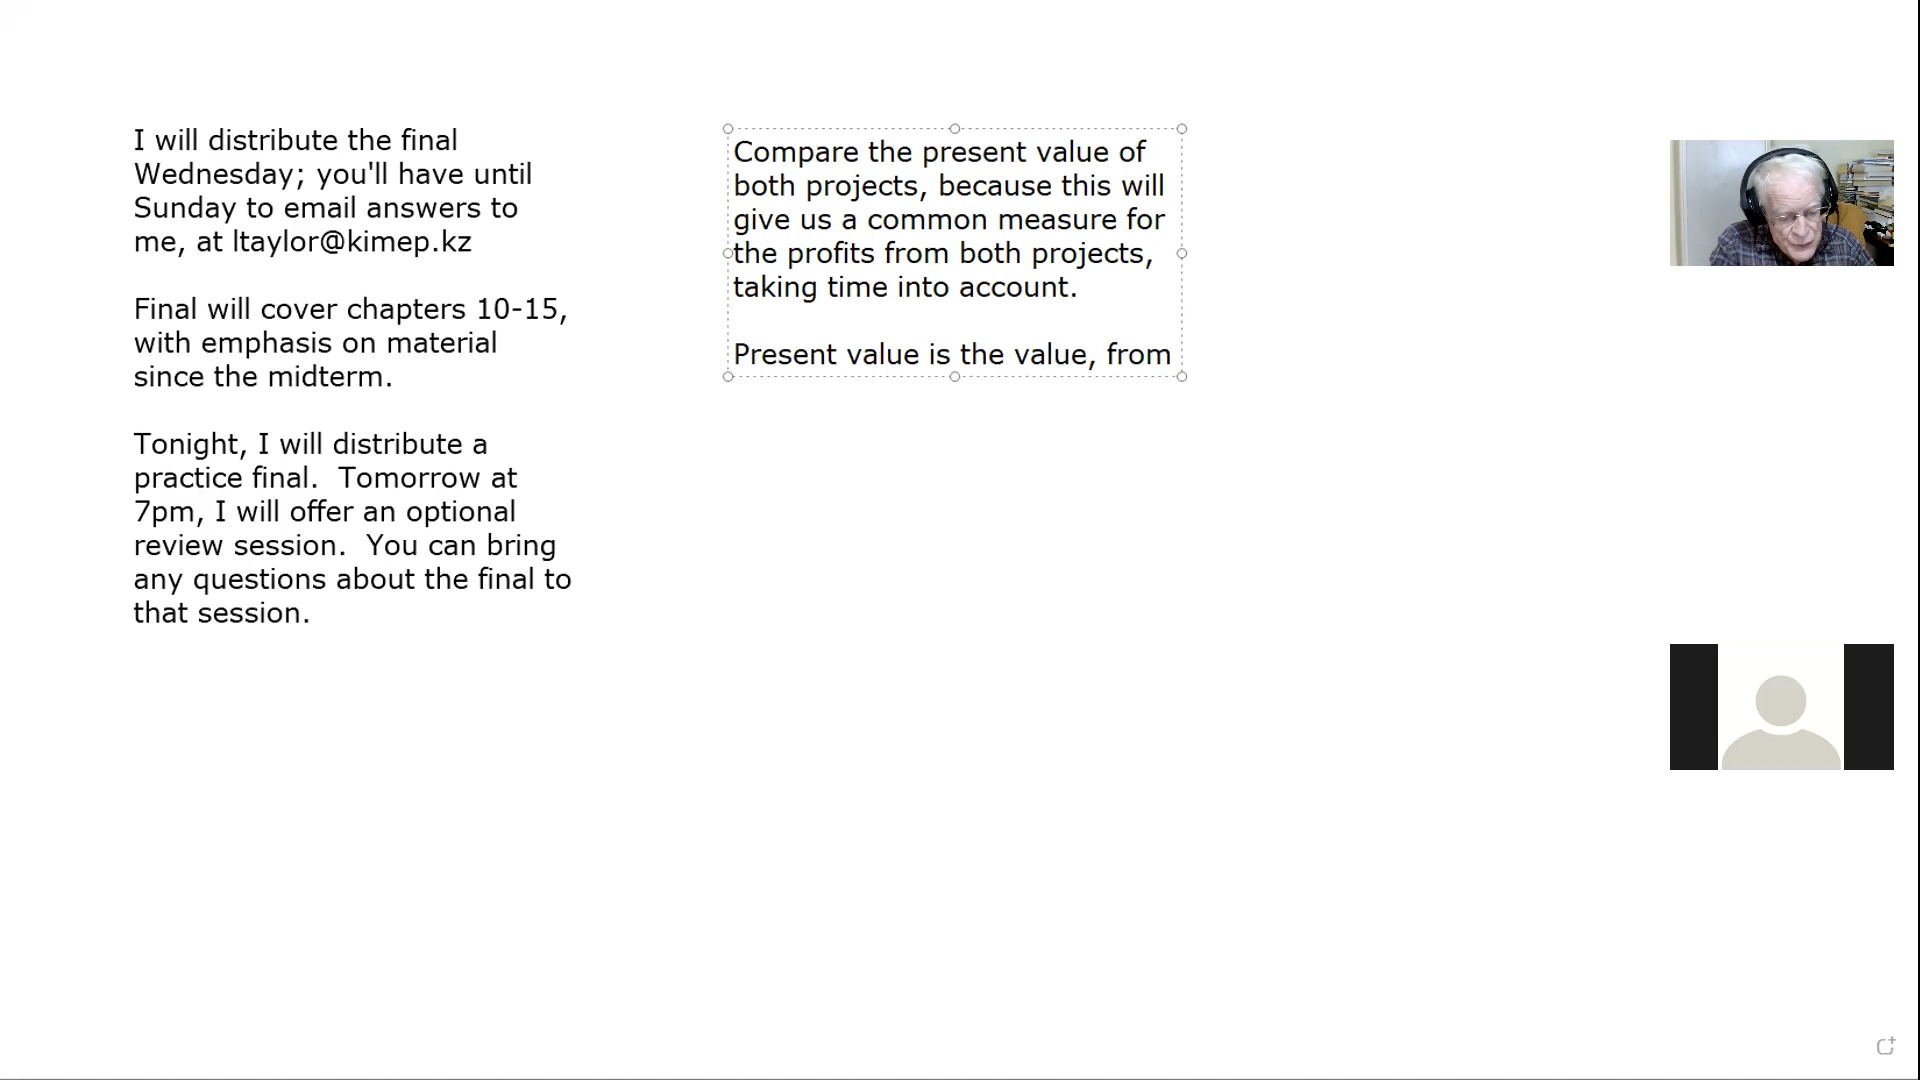 I will distribute the final
Wednesday; you'll have until
Sunday to email answers to
me, at ltaylor@kimep.kz
Final will cover chapters 10-15,
with emphasis on material
since the midterm.
Tonight, I will distribute a
practice final.  Tomorrow at
7pm, I will offer an optional
review session.  You can bring
any questions about the final to
that session.
Compare the present value of
both projects, because this will
give us a common measure for
the profits from both projects,
taking time into account.
Present value is the value, from